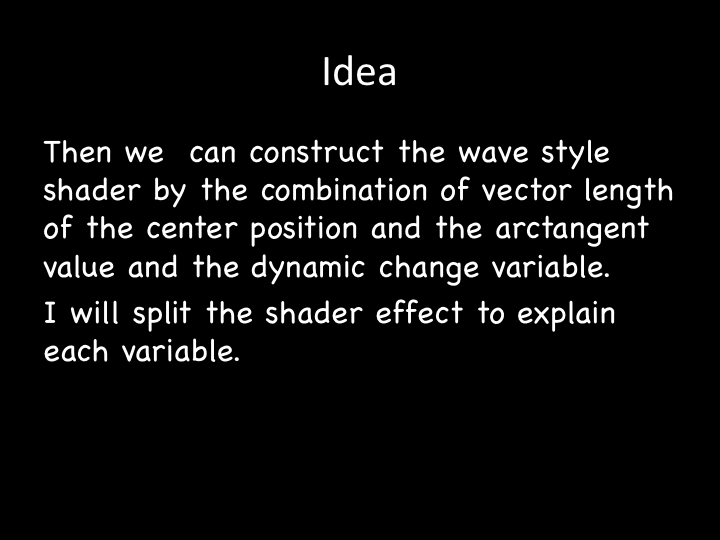 Idea
Then we can construct the wave style
shader by the combination of vector length
of the center position and the arctangent
value and the dynamic change variable.
I will split the shader effect to explain
each variable.